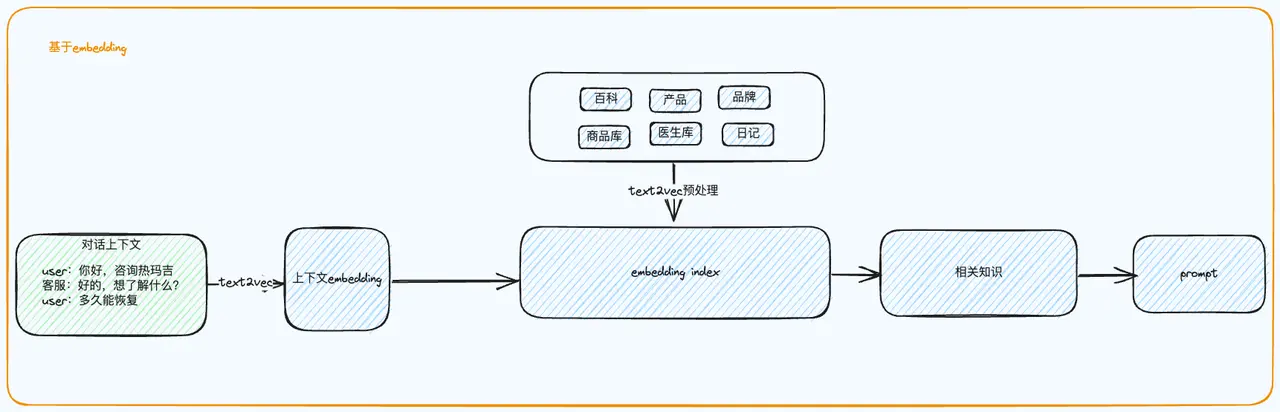 基于embedding
百科
产品
品牌
商品库
医生库
日记
text2vec预处理
对话上下文
user：你好，咨询热玛吉
客服：好的，想了解什么？
user：多久能恢复
text2vec
上下文embedding
embedding index
相关知识
prompt